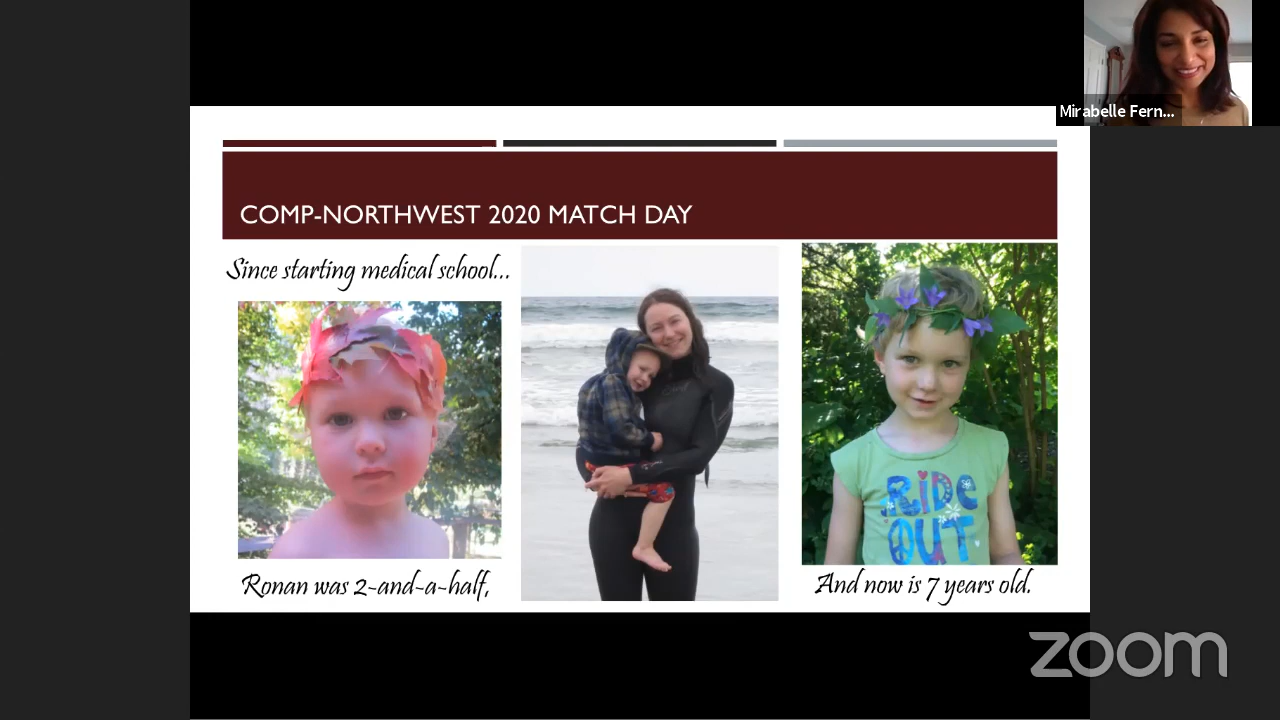 Mirabelle Fern...
COMP-NORTHWEST 2020 MATCH DAY
Since starting medical school...
RIDE
OUT
Ronan was 2-and-a-half,
And now is 7 years old.
zoom